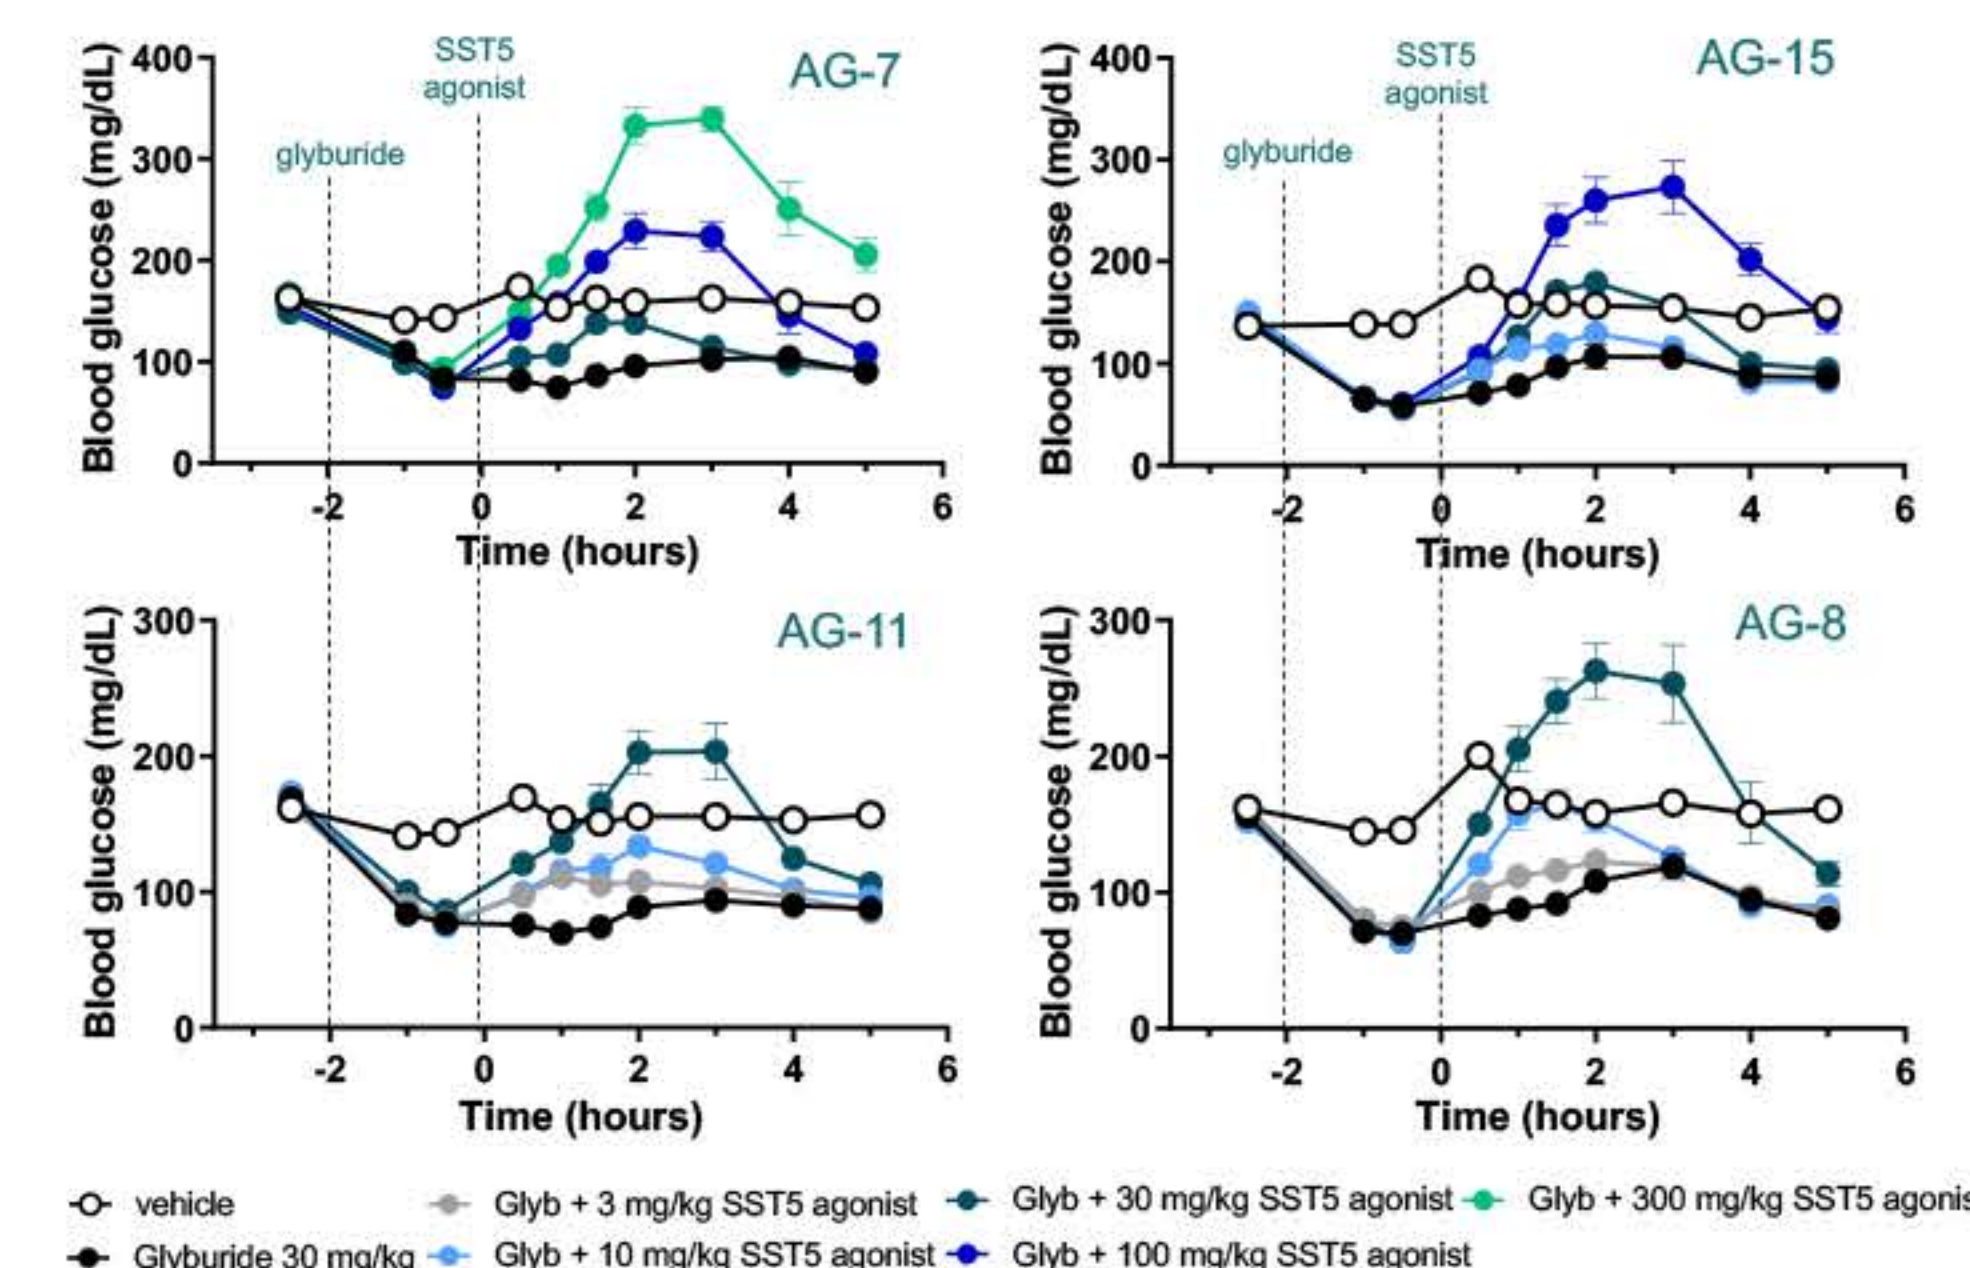 SST5
agonist
AG-7
glyburide
Blood glucose (mg/dL)
400
300
200
100
0
-2 0 2 4 6
Time (hours)
SST5
agonist
AG-15
glyburide
Blood glucose (mg/dL)
400
300
200
100
0
-2 0 2 4 6
Time (hours)
AG-11
Blood glucose (mg/dL)
300
200
100
0
-2 0 2 4 6
Time (hours)
AG-8
Blood glucose (mg/dL)
300
200
100
0
-2 0 2 4 6
Time (hours)
vehicle Glyb + 3 mg/kg SST5 agonist Glyb + 30 mg/kg SST5 agonist Glyb + 300 mg/kg SST5 agonis
Glyburide 30 mg/kg Glyb + 10 mg/kg SST5 agonist Glyb + 100 mg/kg SST5 agonist